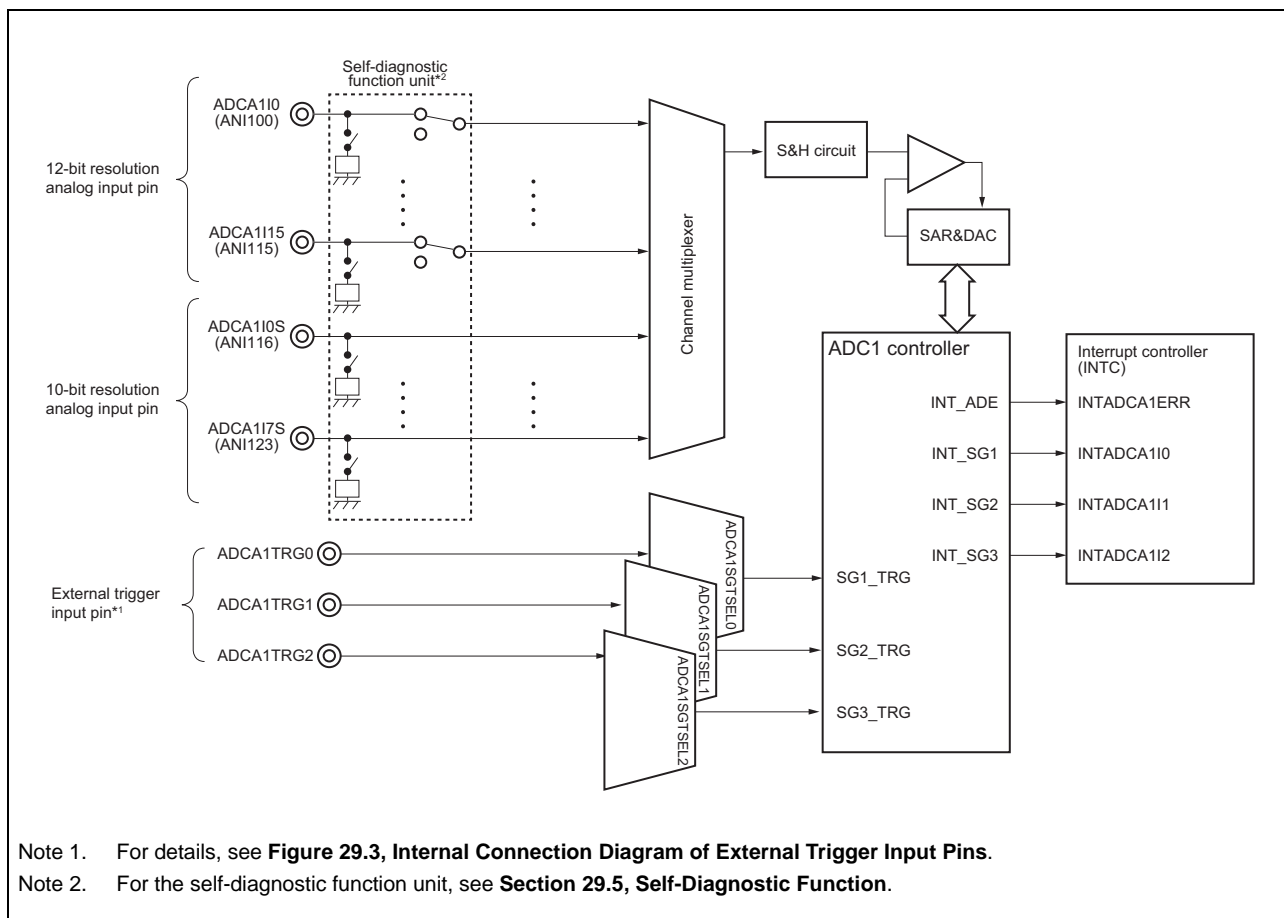 Self-diagnostic
function unit*2
ADCA1I0
(ANI100)
12-bit resolution
analog input pin
ADCA1I15
(ANI115)
ADCA1I0S
(ANI116)
10-bit resolution
analog input pin
ADCA1I7S
(ANI123)
Channel multiplexer
S&H circuit
SAR&DAC
ADC1 controller
INT_ADE
INT_SG1
INT_SG2
INT_SG3
SG1_TRG
SG2_TRG
SG3_TRG
Interrupt controller
(INTC)
INTADCA1ERR
INTADCA1I0
INTADCA1I1
INTADCA1I2
External trigger
input pin*1
ADCA1TRG0
ADCA1TRG1
ADCA1TRG2
ADCA1SGTSEL0
ADCA1SGTSEL1
ADCA1SGTSEL2
Note 1. For details, see Figure 29.3, Internal Connection Diagram of External Trigger Input Pins.
Note 2. For the self-diagnostic function unit, see Section 29.5, Self-Diagnostic Function.